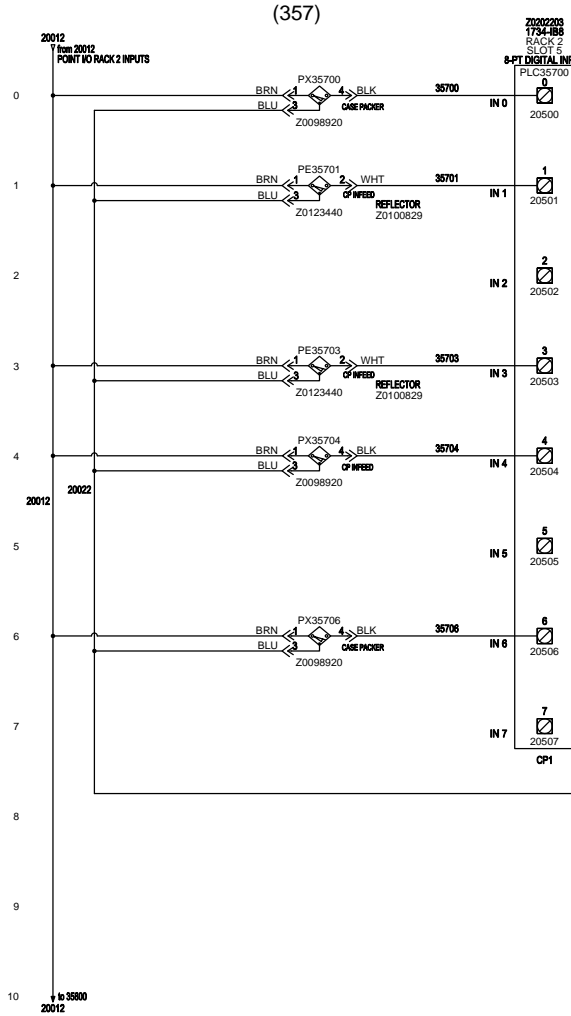 (357)
20012
from 20012
POINT I/O RACK 2 INPUTS
Z0202203
1734-IB8
RACK 2
SLOT 5
8-PT DIGITAL INP
PLC35700
0 BRN 1 PX35700 4 BLK 35700 IN 0 0
BLU 3 CASE PACKER
Z0098920 20500
1 BRN 1 PE35701 2 WHT 35701 IN 1 1
BLU 3 CP INFEED REFLECTOR
Z0123440 Z0100829 20501
2 IN 2 2
20502
3 BRN 1 PE35703 2 WHT 35703 IN 3 3
BLU 3 CP INFEED REFLECTOR
Z0123440 Z0100829 20503
4 BRN 1 PX35704 4 BLK 35704 IN 4 4
BLU 3 CP INFEED
Z0098920 20504
20022
20012
5 IN 5 5
20505
6 BRN 1 PX35706 4 BLK 35706 IN 6 6
BLU 3 CASE PACKER
Z0098920 20506
7 IN 7 7
20507
CP1
8
9
10 to 35800
20012